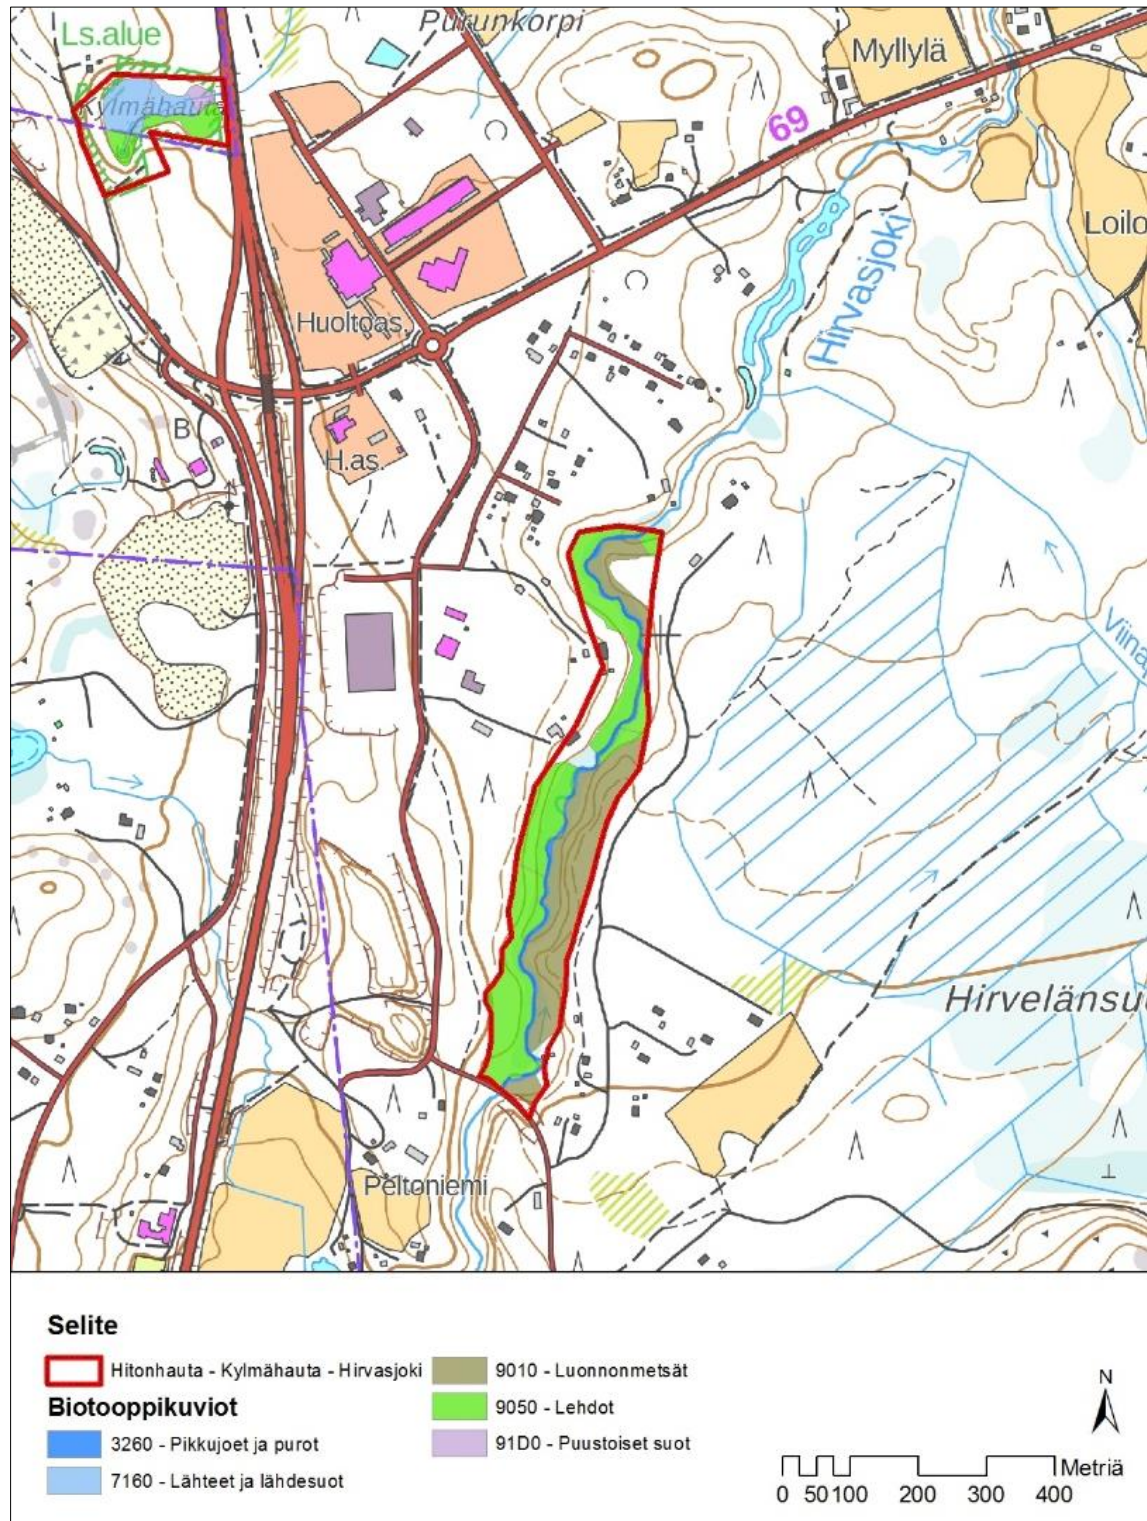 Purunkorpi
Ls.alue
Myllylä
Kylmähauta
69
Loilo
Hirvasjoki
Huoltoas.
B
H.as.
Viina
Hirvelänsu
Peltoniemi
Selite
Hitonhauta - Kylmähauta - Hirvasjoki
Biotooppikuviot
3260 - Pikkujoet ja purot
7160 - Lähteet ja lähdesuot
9010 - Luonnonmetsät
9050 - Lehdot
91D0 - Puustoiset suot
N
Metriä
0 50 100 200 300 400